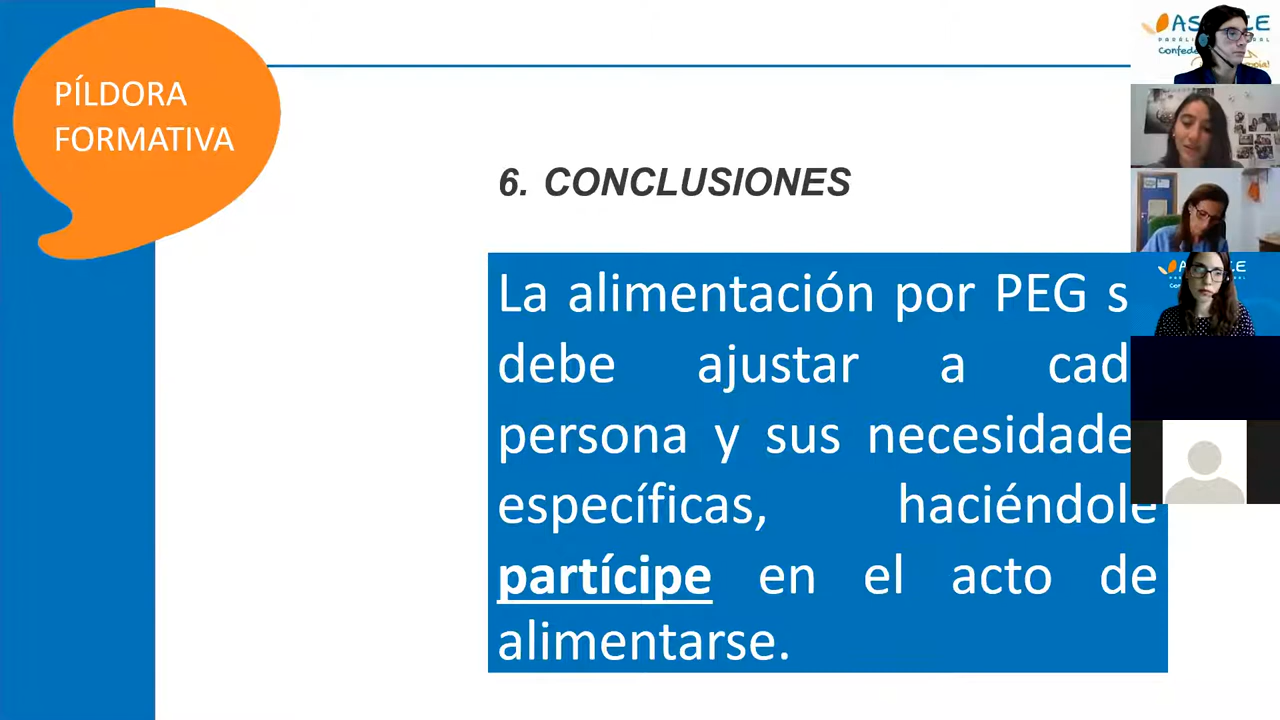 PÍLDORA
FORMATIVA
6. CONCLUSIONES
La alimentación por PEG s
debe ajustar a cad
persona y sus necesidade
específicas, haciéndole
partícipe en el acto de
alimentarse.